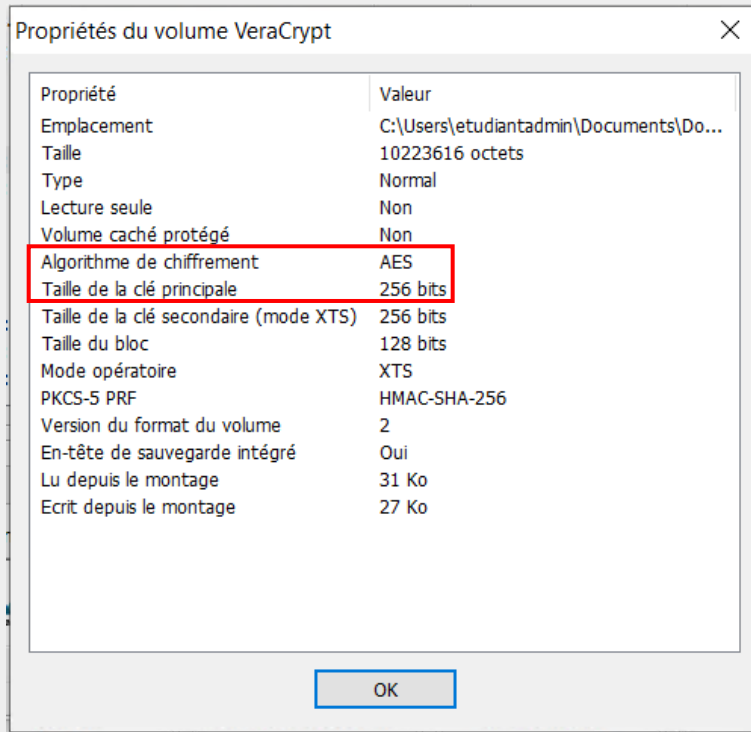 Propriétés du volume VeraCrypt
Propriété Valeur
Emplacement C:\Users\etudiantadmin\Documents\Do...
Taille 10223616 octets
Type Normal
Lecture seule Non
Volume caché protégé Non
Algorithme de chiffrement AES
Taille de la clé principale 256 bits
Taille de la clé secondaire (mode XTS) 256 bits
Taille du bloc 128 bits
Mode opératoire XTS
PKCS-5 PRF HMAC-SHA-256
Version du format du volume 2
En-tête de sauvegarde intégré Oui
Lu depuis le montage 31 Ko
Ecrit depuis le montage 27 Ko
OK